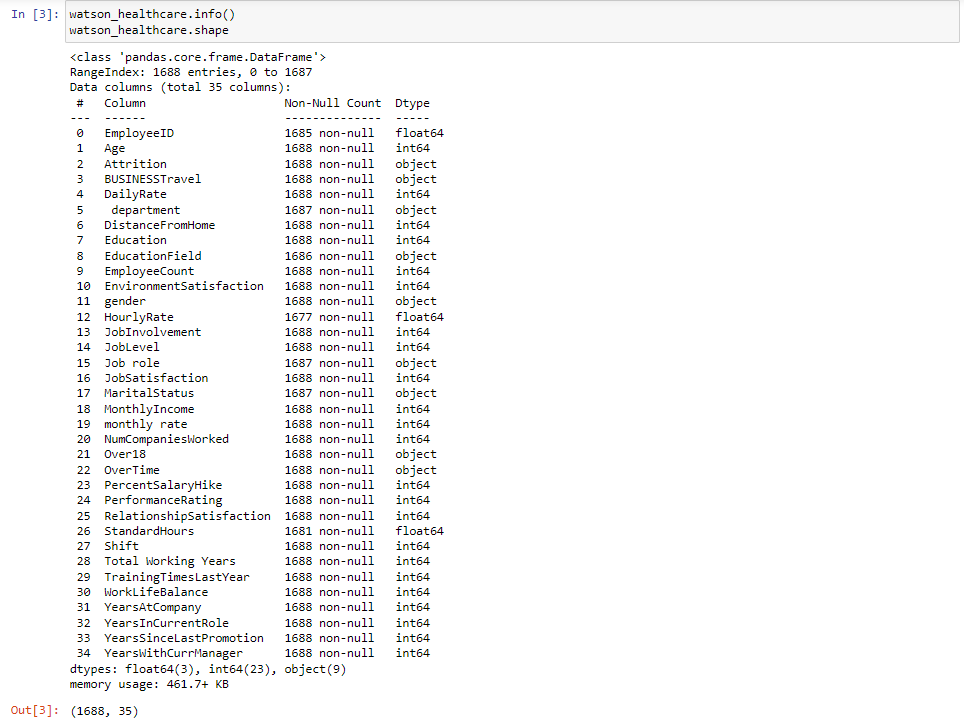 In [3]: watson_healthcare.info()
watson_healthcare.shape
<class 'pandas.core.frame.DataFrame'>
RangeIndex: 1688 entries, 0 to 1687
Data columns (total 35 columns):
 #   Column                    Non-Null Count  Dtype
---  ------                    --------------  -----
 0   EmployeeID                1685 non-null   float64
 1   Age                       1688 non-null   int64
 2   Attrition                 1688 non-null   object
 3   BUSINESSTravel            1688 non-null   object
 4   DailyRate                 1688 non-null   int64
 5    department               1687 non-null   object
 6   DistanceFromHome          1688 non-null   int64
 7   Education                 1688 non-null   int64
 8   EducationField            1686 non-null   object
 9   EmployeeCount             1688 non-null   int64
 10  EnvironmentSatisfaction   1688 non-null   int64
 11  gender                    1688 non-null   object
 12  HourlyRate                1677 non-null   float64
 13  JobInvolvement            1688 non-null   int64
 14  JobLevel                  1688 non-null   int64
 15  Job role                  1687 non-null   object
 16  JobSatisfaction           1688 non-null   int64
 17  MaritalStatus             1687 non-null   object
 18  MonthlyIncome             1688 non-null   int64
 19  monthly rate              1688 non-null   int64
 20  NumCompaniesWorked        1688 non-null   int64
 21  Over18                    1688 non-null   object
 22  OverTime                  1688 non-null   object
 23  PercentSalaryHike         1688 non-null   int64
 24  PerformanceRating         1688 non-null   int64
 25  RelationshipSatisfaction  1688 non-null   int64
 26  StandardHours             1681 non-null   float64
 27  Shift                     1688 non-null   int64
 28  Total Working Years       1688 non-null   int64
 29  TrainingTimesLastYear     1688 non-null   int64
 30  WorkLifeBalance           1688 non-null   int64
 31  YearsAtCompany            1688 non-null   int64
 32  YearsInCurrentRole        1688 non-null   int64
 33  YearsSinceLastPromotion   1688 non-null   int64
 34  YearsWithCurrManager      1688 non-null   int64
dtypes: float64(3), int64(23), object(9)
memory usage: 461.7+ KB
Out[3]: (1688, 35)